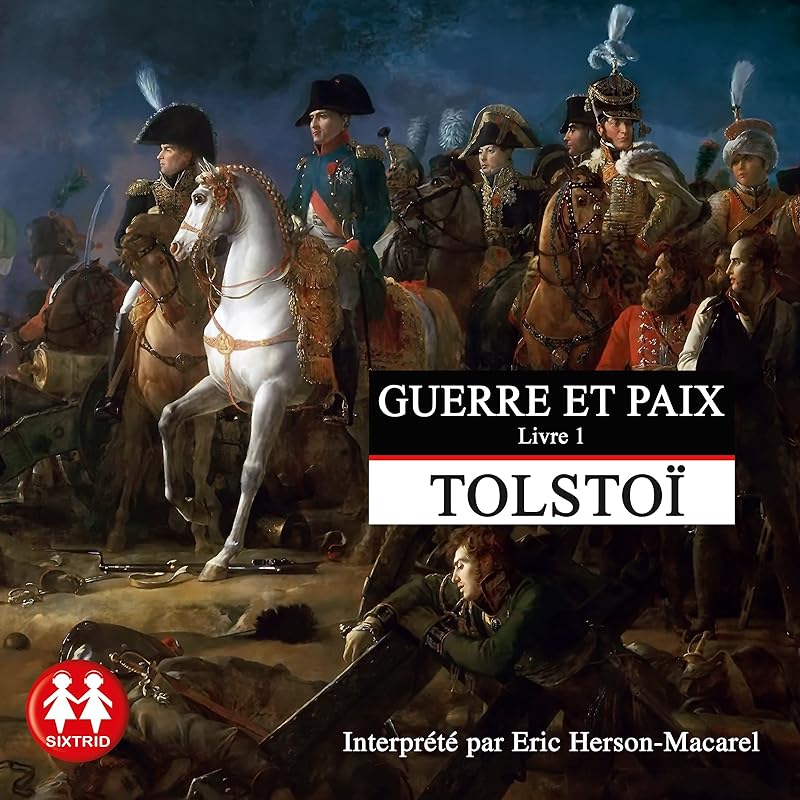 GUERRE ET PAIX
Livre 1
TOLSTOÏ
SIXTRID
Interprété par Eric Herson-Macarel